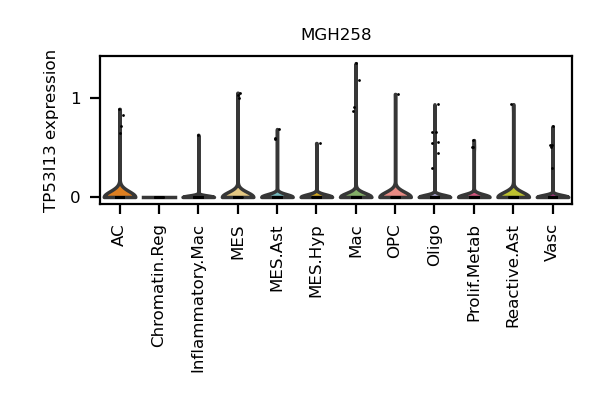 MGH258
TP53I13 expression
1
0
AC
Chromatin.Reg
Inflammatory.Mac
MES
MES.Ast
MES.Hyp
Mac
OPC
Oligo
Prolif.Metab
Reactive.Ast
Vasc